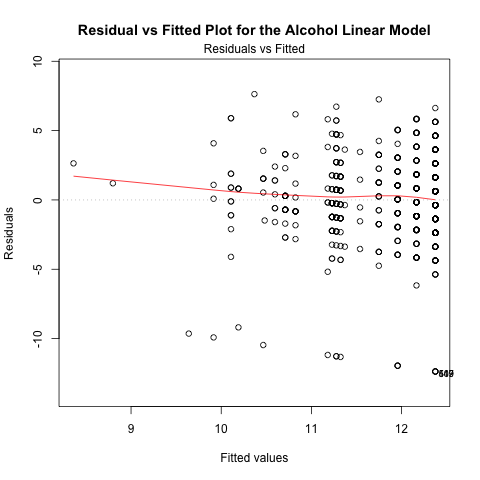 Residual vs Fitted Plot for the Alcohol Linear Model
Residuals vs Fitted
10
5
0
-5
-10
Residuals
9
10
11
12
Fitted values